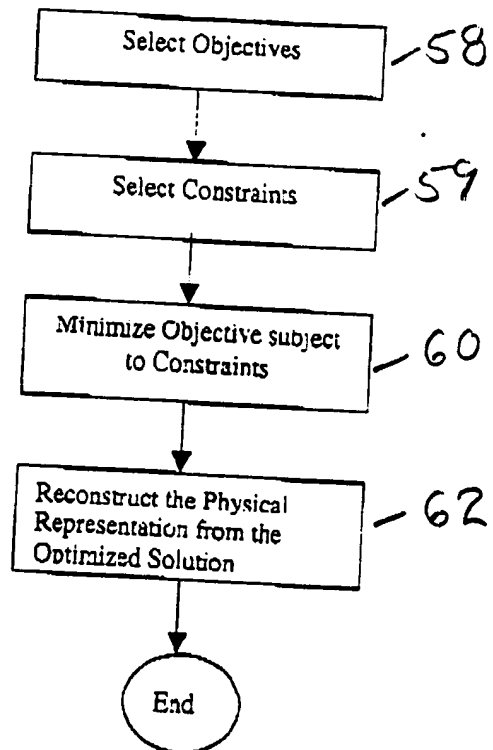 Select Objectives
58
Select Constraints
59
Minimize Objective subject
to Constraints
60
Reconstruct the Physical
Representation from the
Optimized Solution
62
End